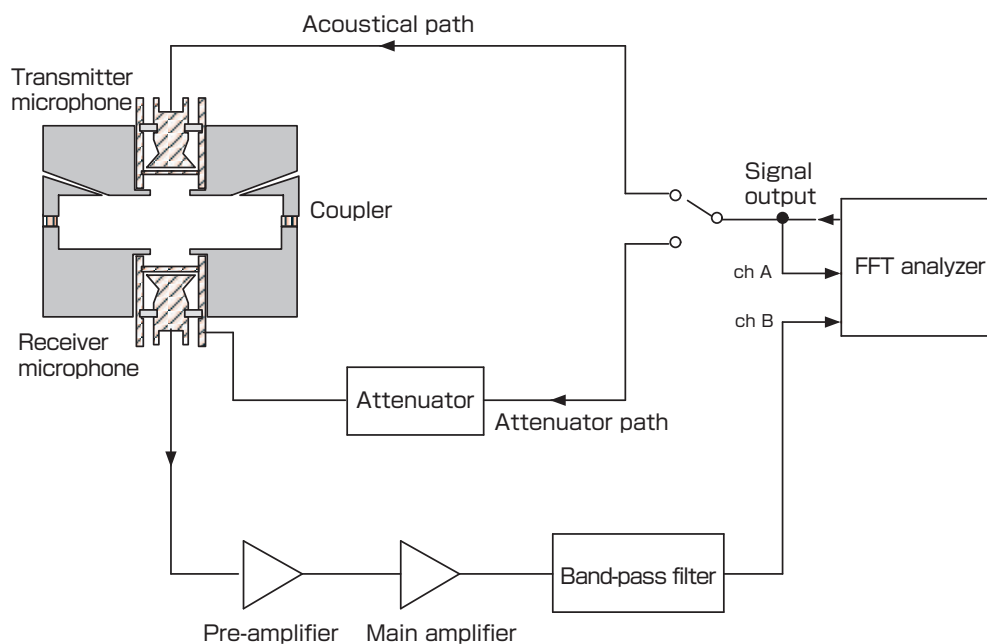 Acoustical path
Transmitter
microphone
Coupler
Signal
output
ch A
FFT analyzer
ch B
Receiver
microphone
Attenuator
Attenuator path
Band-pass filter
Pre-amplifier
Main amplifier